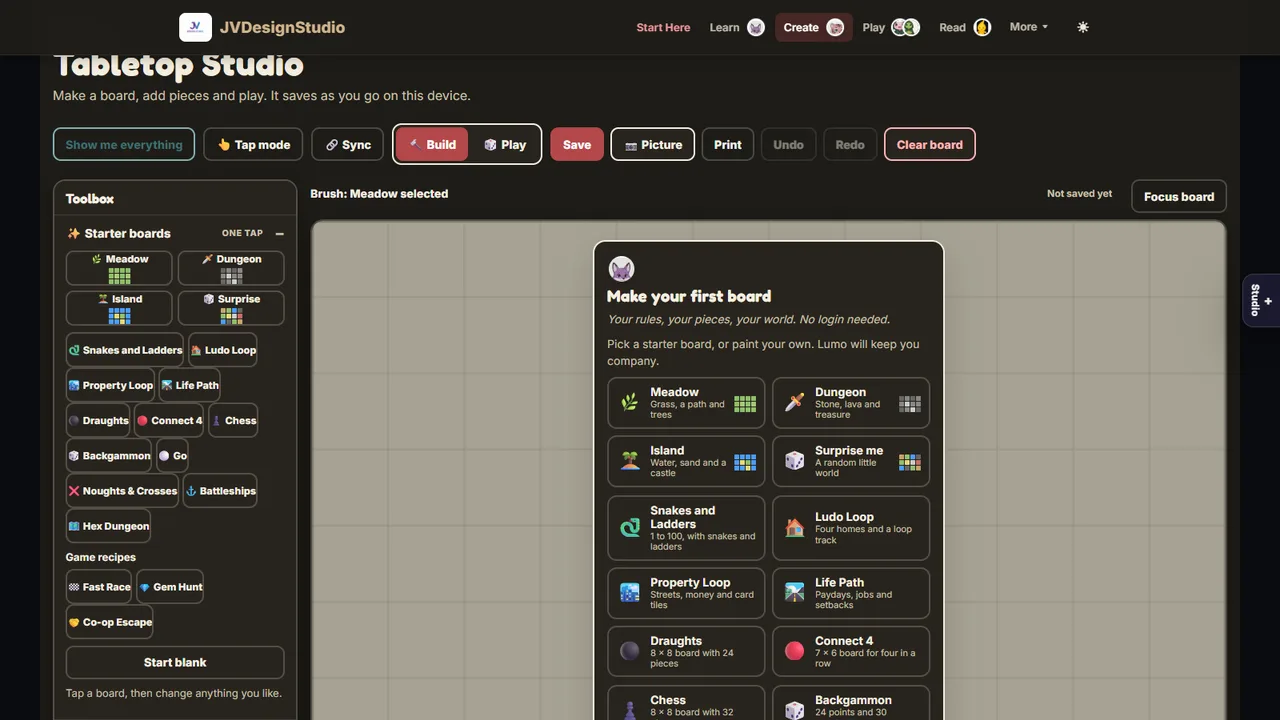 JV
JVDesignStudio
Start Here
Learn
Create
Play
Read
More
Tabletop Studio
Make a board, add pieces and play. It saves as you go on this device.
Show me everything
Tap mode
Sync
Build
Play
Save
Picture
Print
Undo
Redo
Clear board
Toolbox
Starter boards
ONE TAP
Meadow
Dungeon
Island
Surprise
Snakes and Ladders
Ludo Loop
Property Loop
Life Path
Draughts
Connect 4
Chess
Backgammon
Go
Noughts & Crosses
Battleships
Hex Dungeon
Game recipes
Fast Race
Gem Hunt
Co-op Escape
Start blank
Tap a board, then change anything you like.
Brush: Meadow selected
Not saved yet
Focus board
Make your first board
Your rules, your pieces, your world. No login needed.
Pick a starter board, or paint your own. Lumo will keep you
company.
Meadow
Grass, a path and
trees
Dungeon
Stone, lava and
treasure
Island
Water, sand and a
castle
Surprise me
A random little
world
Snakes and
Ladders
1 to 100, with snakes and
ladders
Ludo Loop
Four homes and a loop
track
Property Loop
Streets, money and card
tiles
Life Path
Paydays, jobs and
setbacks
Draughts
8 × 8 board with 24
pieces
Connect 4
7 × 6 board for four in a
row
Chess
8 × 8 board with 32
Backgammon
24 points and 30
+ Studio